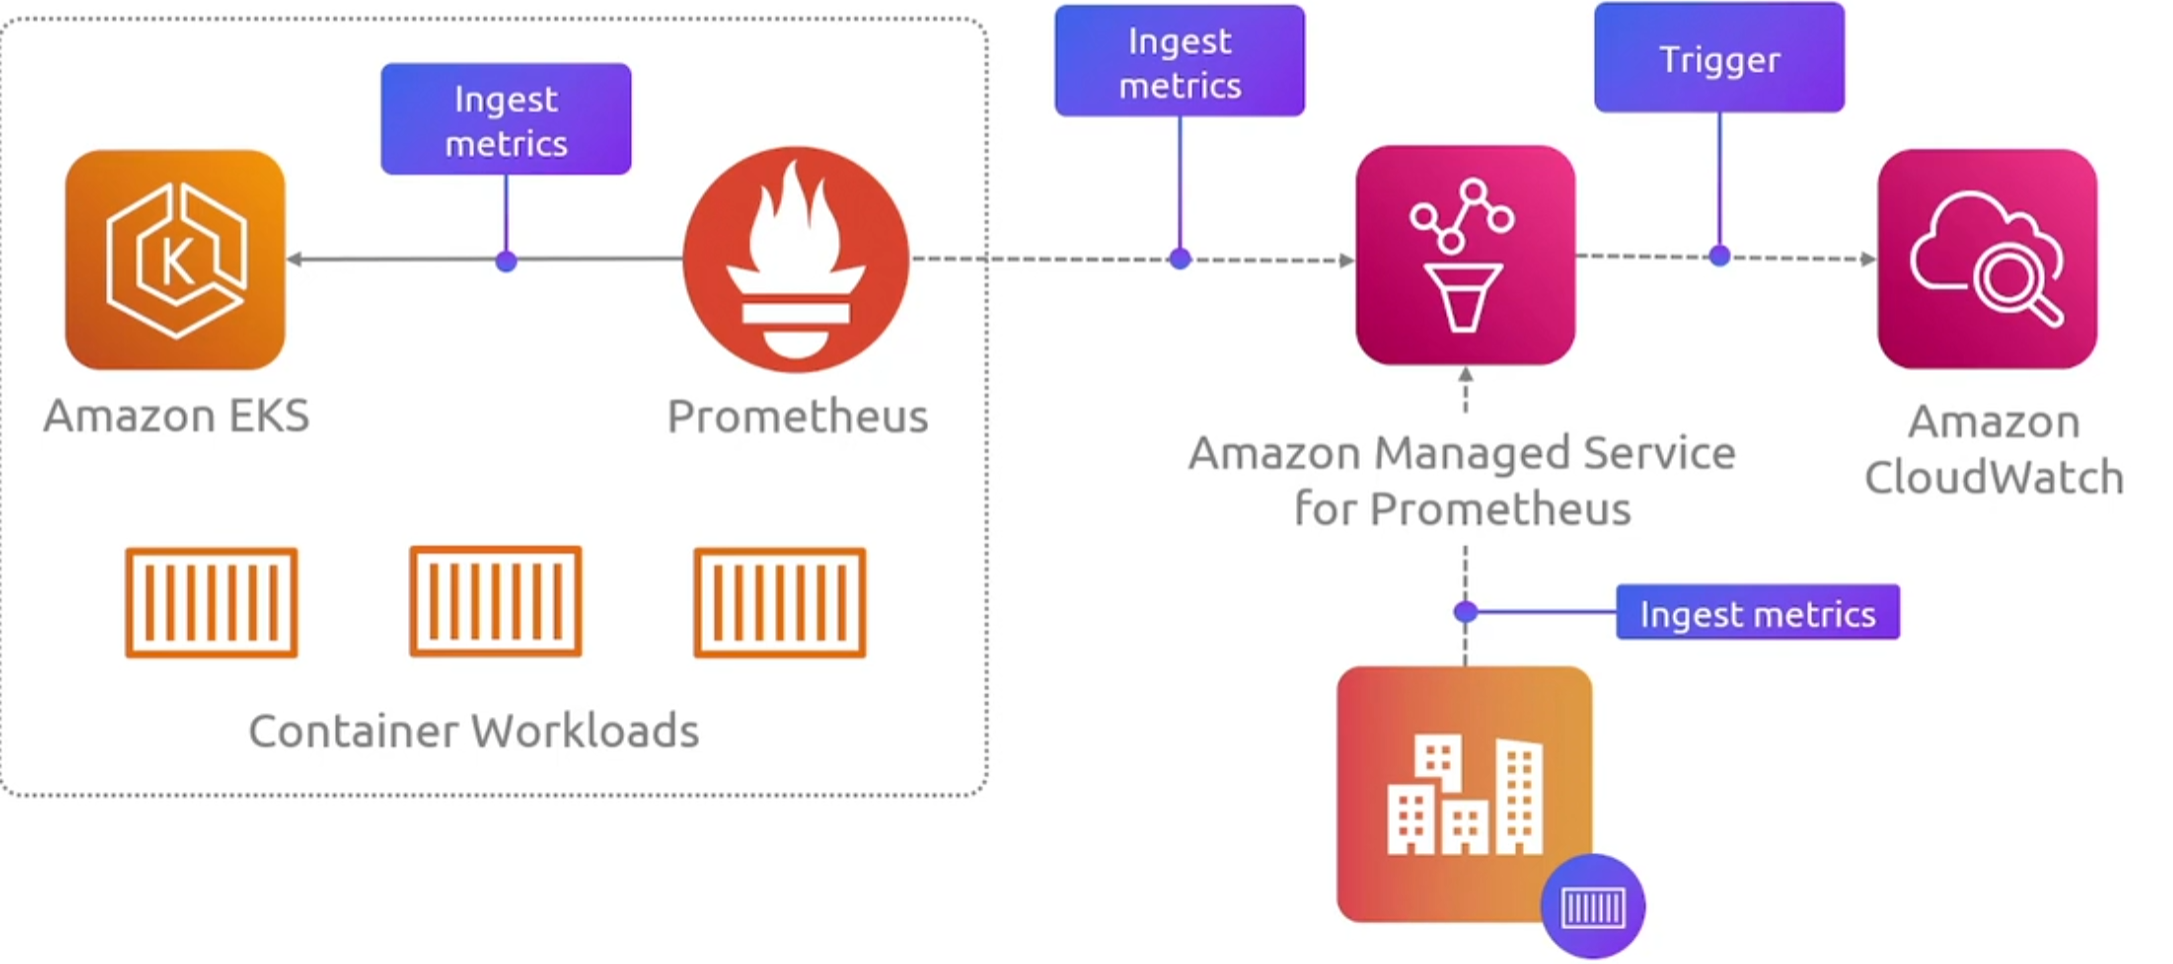 Ingest
metrics
Ingest
metrics
Trigger
K
Amazon EKS
Prometheus
Amazon Managed Service
for Prometheus
Amazon
CloudWatch
Ingest metrics
Container Workloads